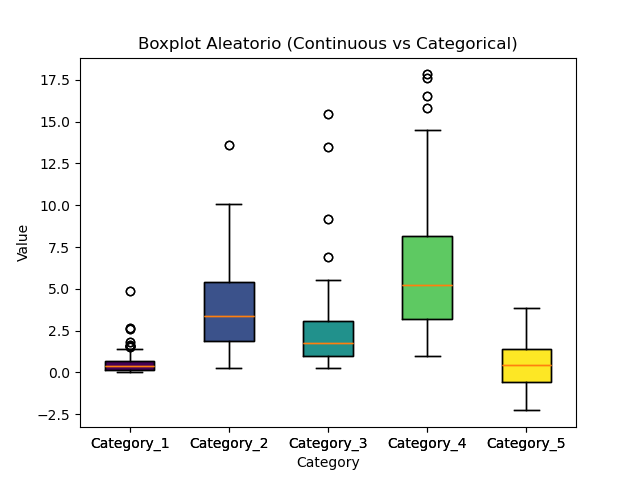 Boxplot Aleatorio (Continuous vs Categorical)
17.5
15.0
12.5
10.0
7.5
5.0
2.5
0.0
−2.5
Value
Category_1 Category_2 Category_3 Category_4 Category_5
Category